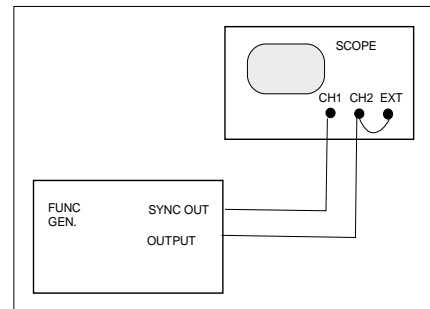 SCOPE
CH1 CH2 EXT
FUNC SYNC OUT
GEN.
OUTPUT